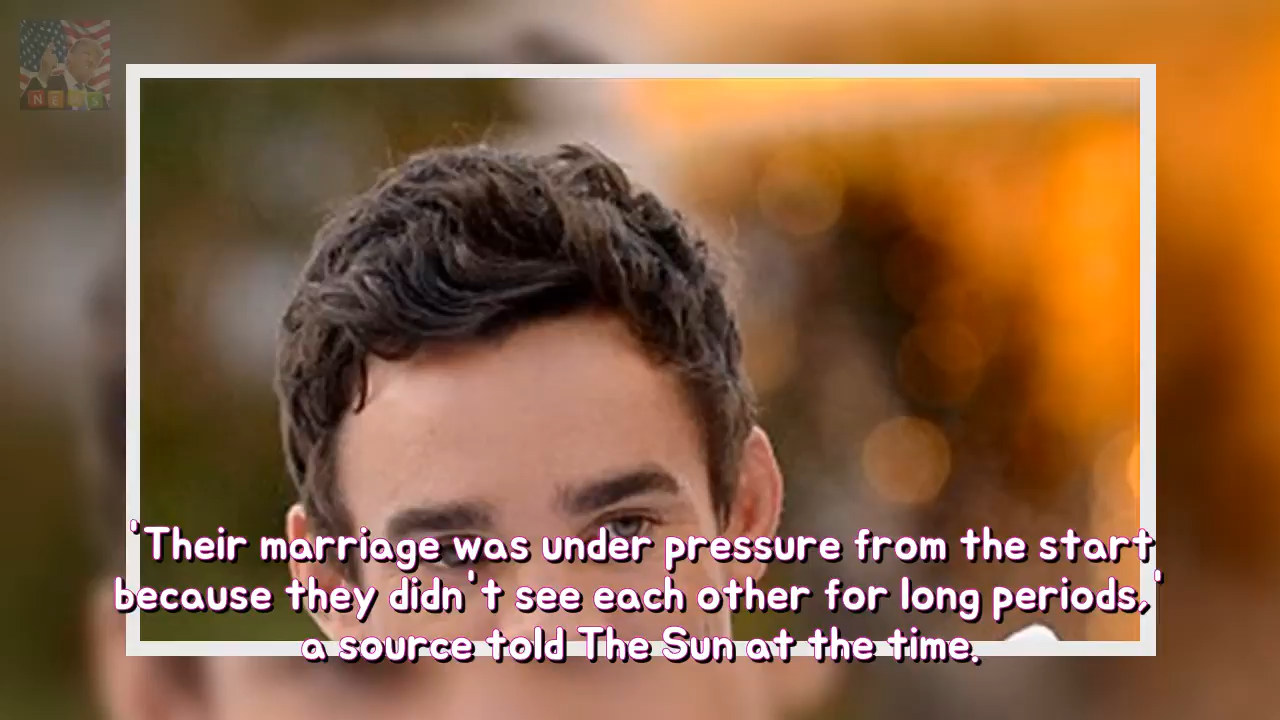 NEWS
'Their marriage was under pressure from the start
because they didn't see each other for long periods,'
a source told The Sun at the time.